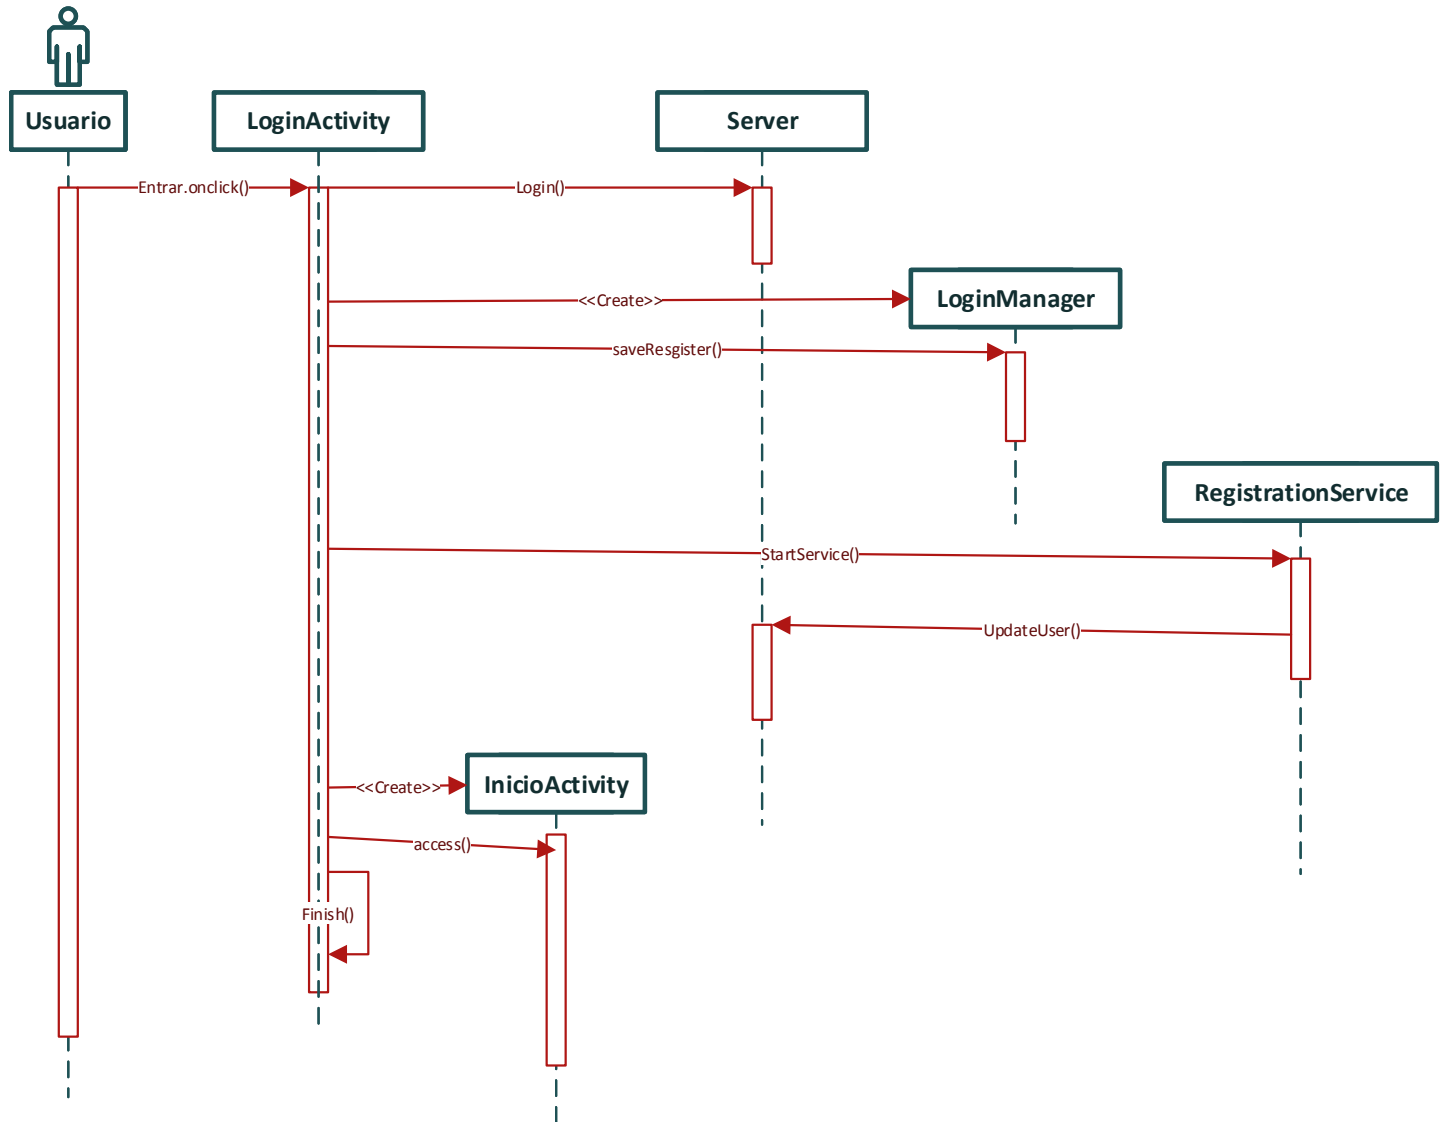 Usuario
LoginActivity
Server
Entrar.onclick()
Login()
<<Create>>
LoginManager
saveResgister()
RegistrationService
StartService()
UpdateUser()
<<Create>>
InicioActivity
access()
Finish()